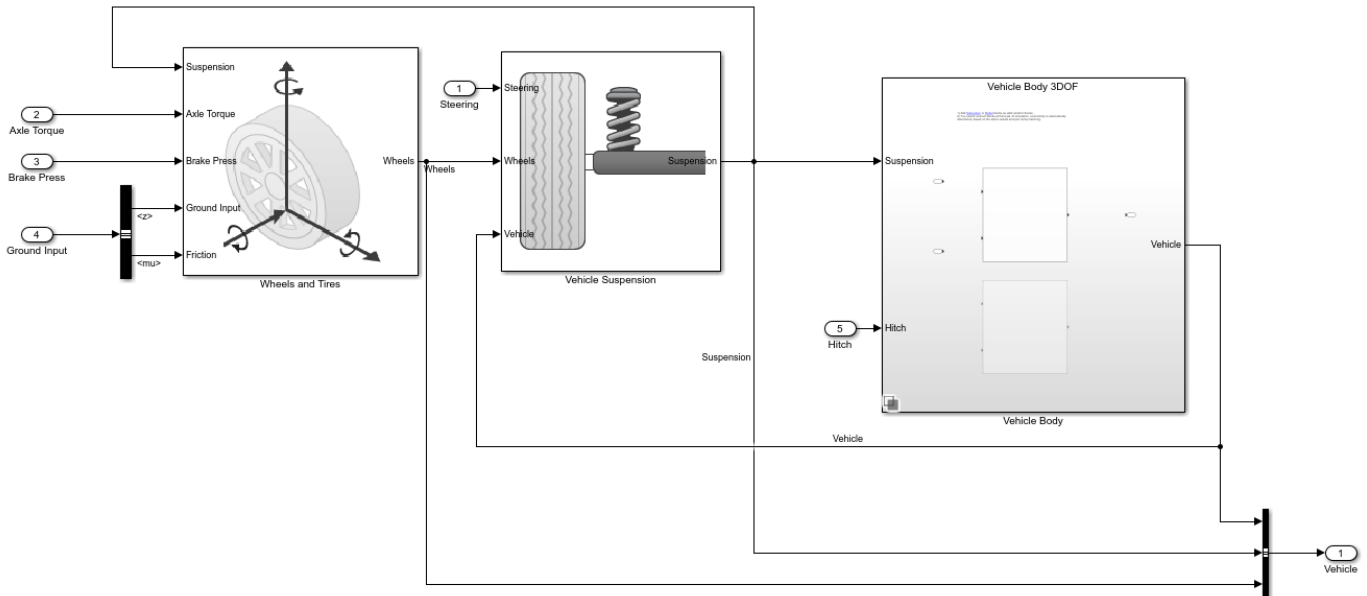 Suspension
2
Axle Torque
Axle Torque
3
Brake Press
Brake Press
4
Ground Input
<z>
Ground Input
<mu>
Friction
Wheels
Wheels and Tires
Wheels
1
Steering
Steering
Wheels
Vehicle
Suspension
Vehicle Suspension
Suspension
Vehicle Body 3DOF
Suspension
Vehicle
5
Hitch
Hitch
Vehicle Body
Vehicle
1
Vehicle